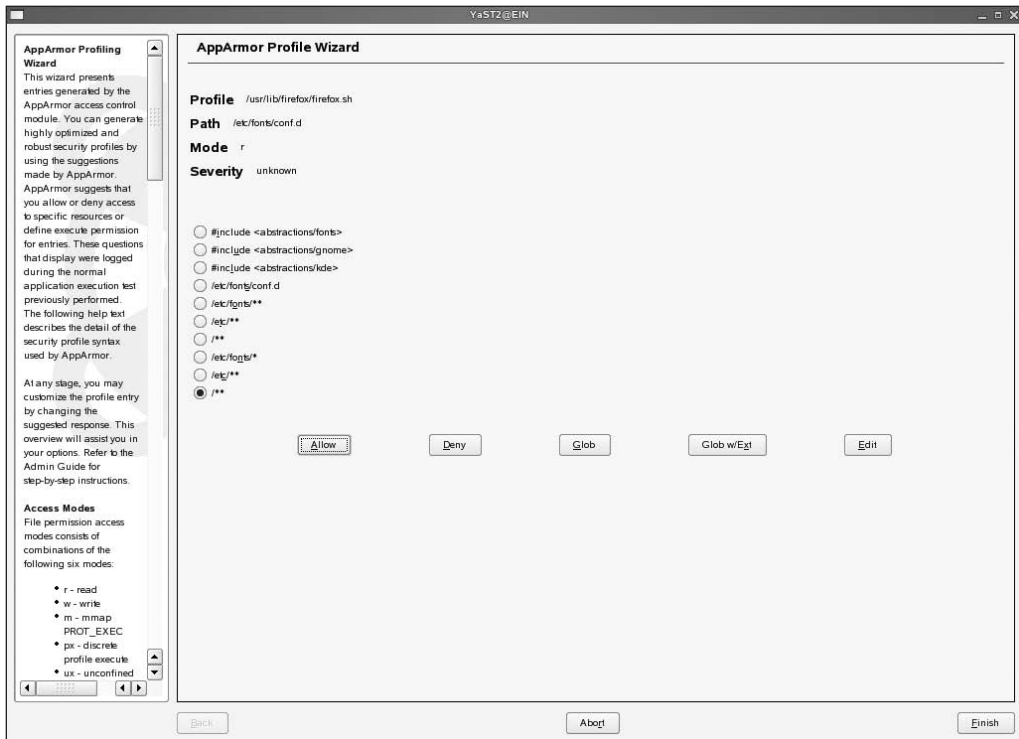 YaST2@EIN
AppArmor Profiling
Wizard
This wizard presents
entries generated by the
AppArmor access control
module. You can generate
highly optimized and
robust security profiles by
using the suggestions
made by AppArmor.
AppArmor suggests that
you allow or deny access
to specific resources or
define execute permission
for entries. These questions
that display were logged
during the normal
application execution test
previously performed.
The following help text
describes the detail of the
security profile syntax
used by AppArmor.
At any stage, you may
customize the profile entry
by changing the
suggested response. This
overview will assist you in
your options. Refer to the
Admin Guide for
step-by-step instructions.
Access Modes
File permission access
modes consists of
combinations of the
following six modes:
• r - read
• w - write
• m - mmap
PROT_EXEC
• px - discrete
profile execute
• ux - unconfined
AppArmor Profile Wizard
Profile /usr/lib/firefox/firefox.sh
Path /etc/fonts/conf.d
Mode r
Severity unknown
#include <abstractions/fonts>
#include <abstractions/gnome>
#include <abstractions/kde>
/etc/fonts/conf.d
/etc/fonts/**
/etc/**
/**
/etc/fonts/*
/etc/**
/**
Allow Deny Glob Glob w/Ext Edit
Back Abort Finish